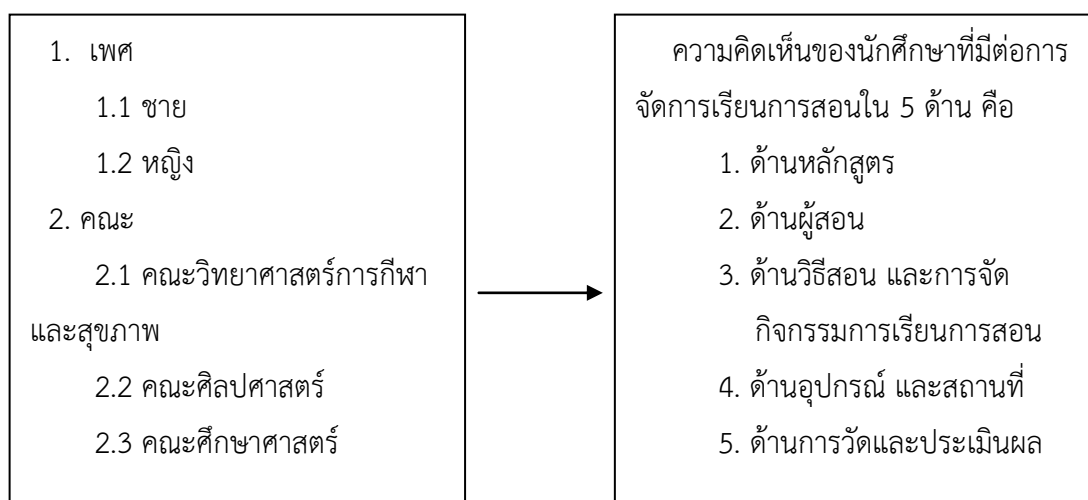 1. เพศ
1.1 ชาย
1.2 หญิง
2. คณะ
2.1 คณะวิทยาศาสตร์การกีฬา
และสุขภาพ
2.2 คณะศิลปศาสตร์
2.3 คณะศึกษาศาสตร์
ความคิดเห็นของนักศึกษาที่มีต่อการ
จัดการเรียนการสอนใน 5 ด้าน คือ
1. ด้านหลักสูตร
2. ด้านผู้สอน
3. ด้านวิธีสอน และการจัด
กิจกรรมการเรียนการสอน
4. ด้านอุปกรณ์ และสถานที่
5. ด้านการวัดและประเมินผล